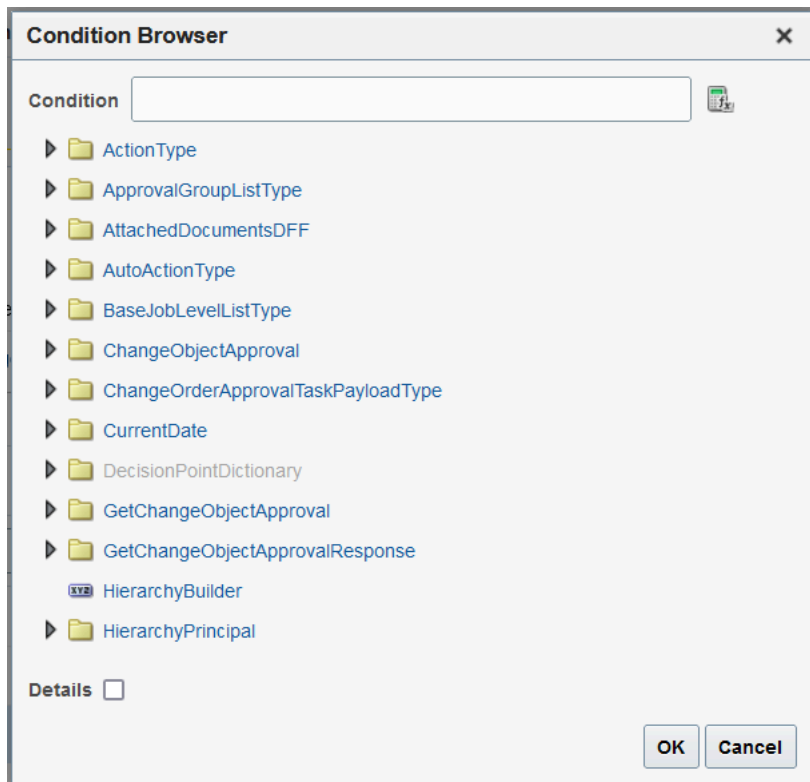 Condition Browser
Condition
ActionType
ApprovalGroupListType
AttachedDocumentsDFF
AutoActionType
BaseJobLevelListType
ChangeObjectApproval
ChangeOrderApprovalTaskPayloadType
CurrentDate
DecisionPointDictionary
GetChangeObjectApproval
GetChangeObjectApprovalResponse
HierarchyBuilder
HierarchyPrincipal
Details
OK Cancel